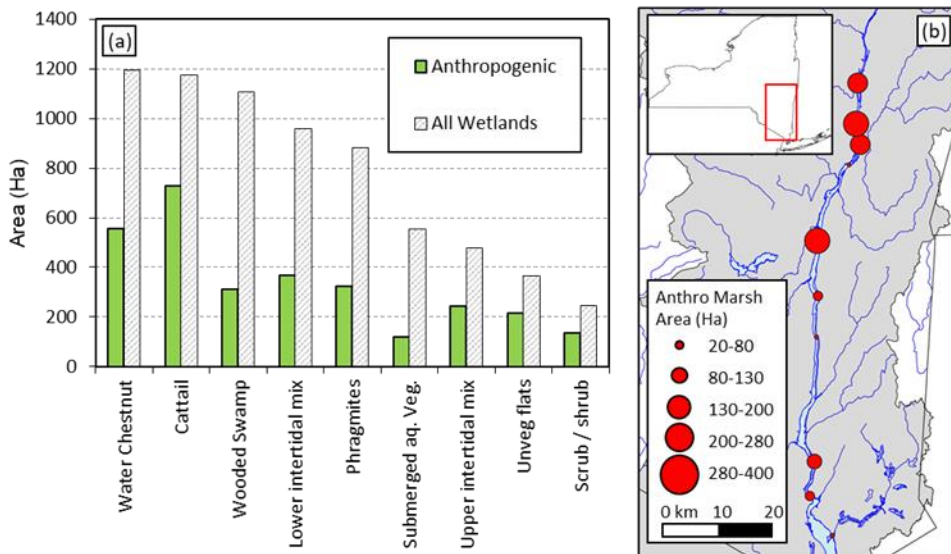 1400
1200
1000
800
600
400
200
0
Area (Ha)
(a)
Anthropogenic
All Wetlands
Water Chestnut
Cattail
Wooded Swamp
Lower intertidal mix
Phragmites
Submerged aq. Veg.
Upper intertidal mix
Unveg flats
Scrub / shrub
(b)
Anthro Marsh
Area (Ha)
20-80
80-130
130-200
200-280
280-400
0 km 10 20